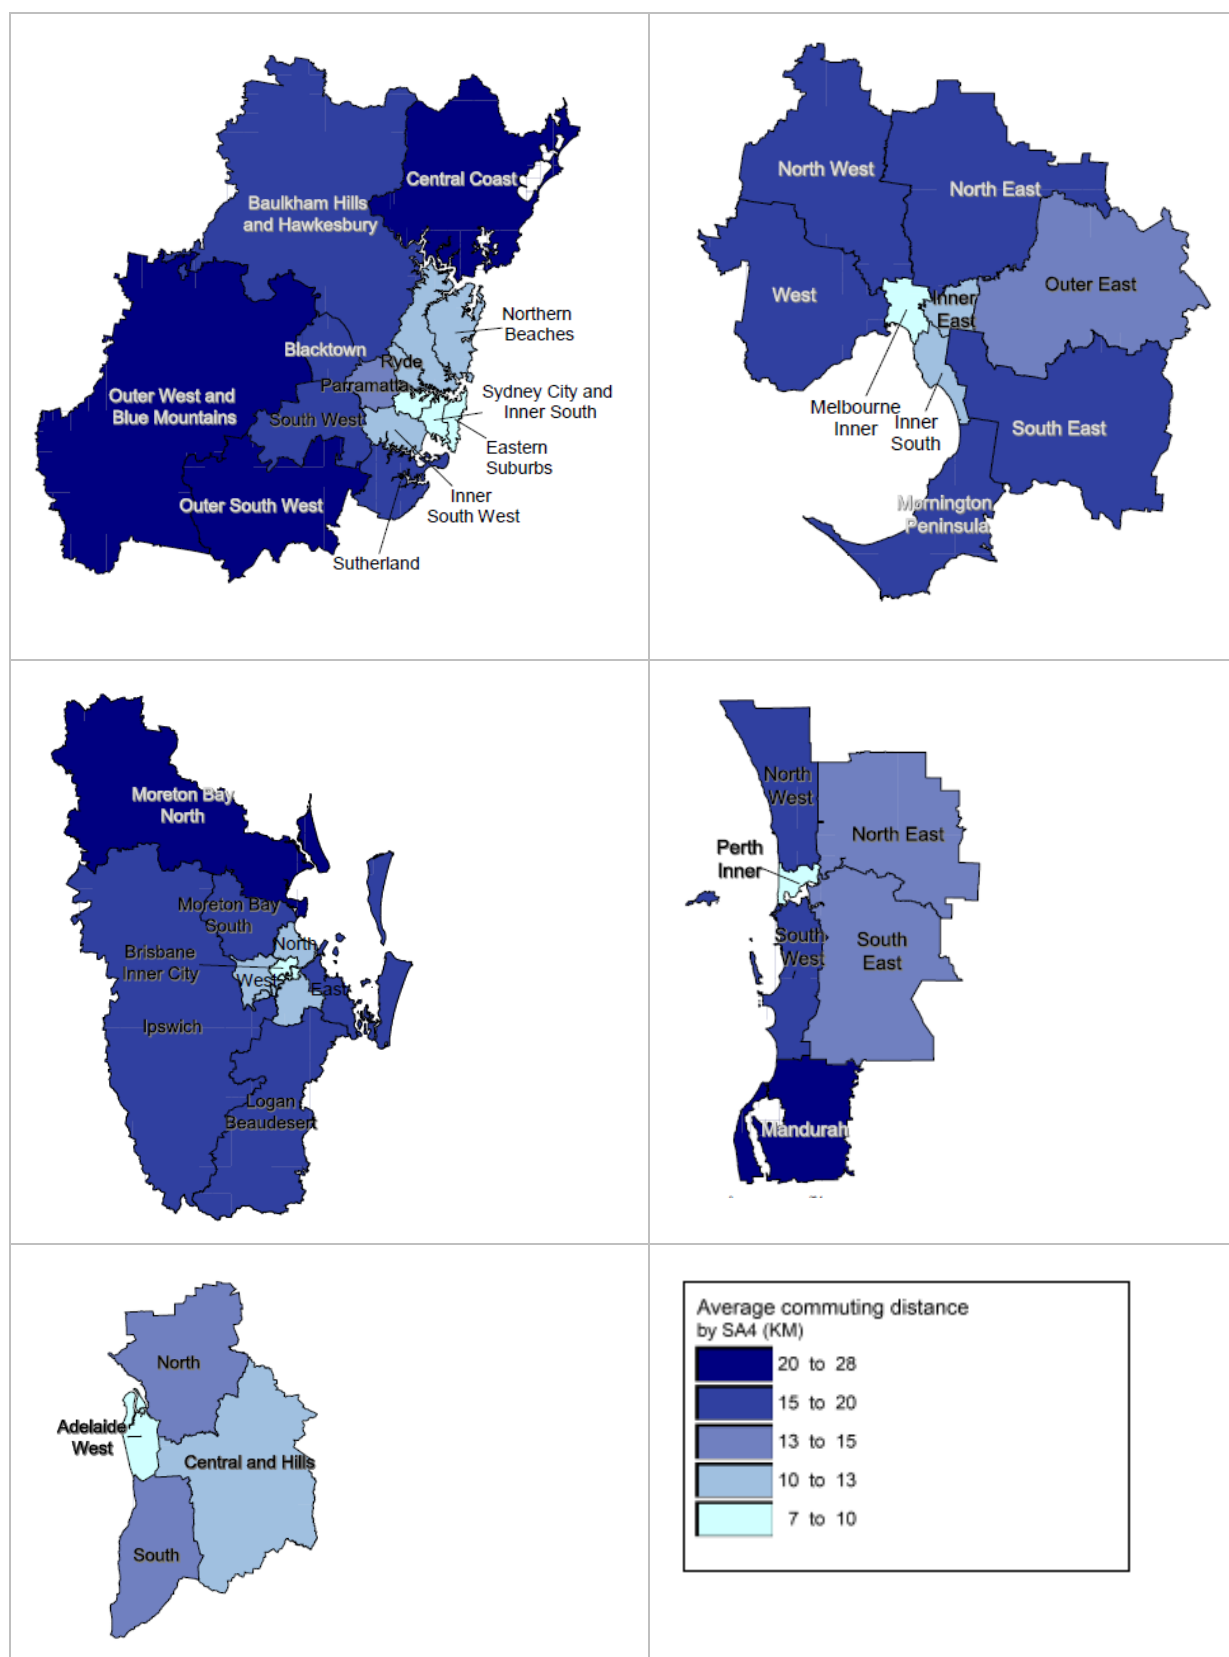 Central Coast
Baulkham Hills
and Hawkesbury
Northern
Beaches
Blacktown
Ryde
Parramatta
Outer West and
Blue Mountains
South West
Sydney City and
Inner South
Eastern
Suburbs
Outer South West
Inner
South West
Sutherland
North West
North East
West
Inner
East
Outer East
Melbourne
Inner
Inner
South
South East
Mornington
Peninsula
Moreton Bay
North
Moreton Bay
South
North
Brisbane
Inner City
West
East
Ipswich
Logan
Beaudesert
North
West
North East
Perth
Inner
South
West
South
East
Mandurah
North
Adelaide
West
Central and Hills
South
Average commuting distance
by SA4 (KM)
20 to 28
15 to 20
13 to 15
10 to 13
7 to 10